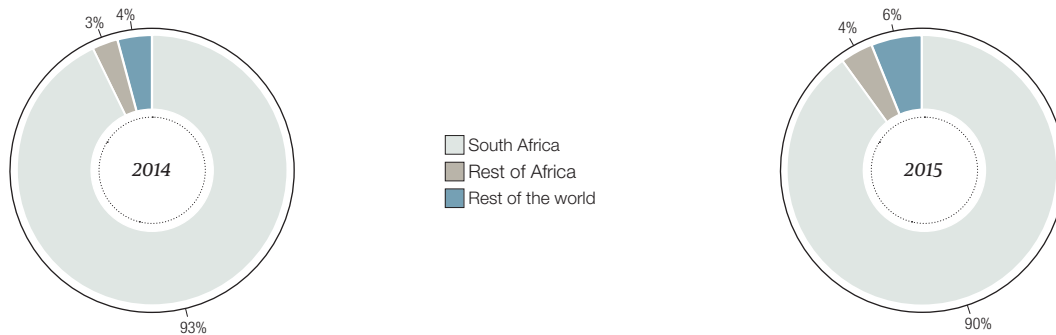 3%
4%
2014
93%
South Africa
Rest of Africa
Rest of the world
4%
6%
2015
90%